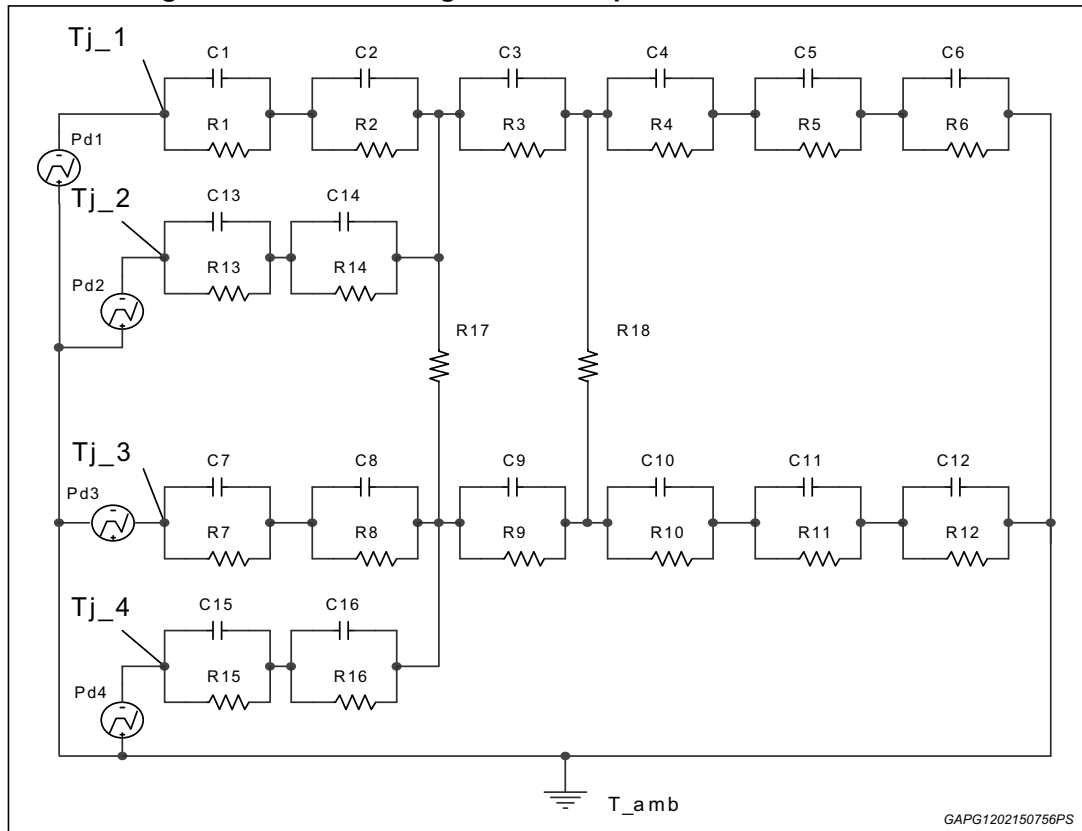 Tj_1
C1 C2 C3 C4 C5 C6
R1 R2 R3 R4 R5 R6
Pd1
-
+
Tj_2
C13 C14
R13 R14
Pd2
-
+
R17 R18
Tj_3
C7 C8 C9 C10 C11 C12
Pd3
-
+
R7 R8 R9 R10 R11 R12
Tj_4
C15 C16
R15 R16
Pd4
-
+
T_amb
GAPG1202150756PS